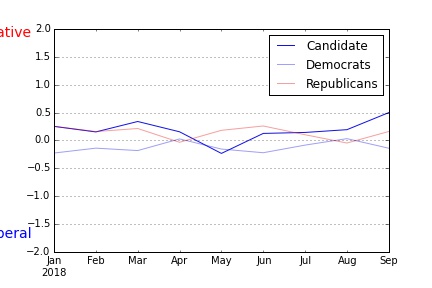 2.0
ative
1.5
1.0
0.5
0.0
−0.5
−1.0
−1.5
peral
−2.0
Candidate
Democrats
Republicans
Jan Feb Mar Apr May Jun Jul Aug Sep
2018